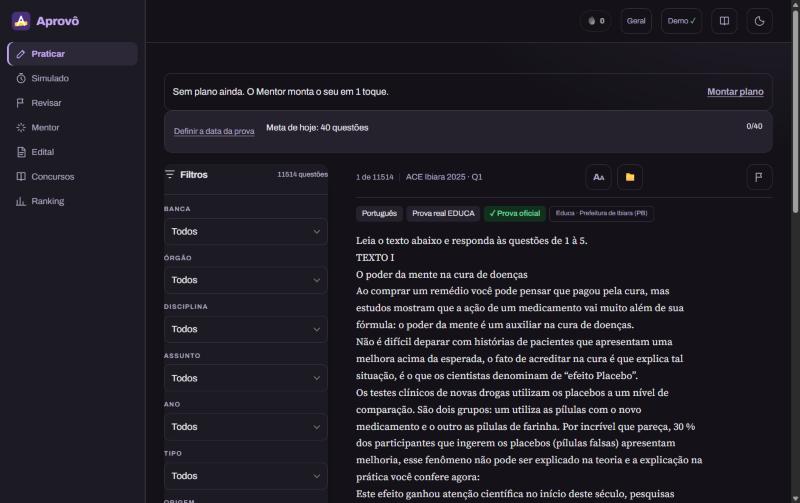 Aprovô
0
Geral
Demo ✓
Praticar
Simulado
Revisar
Mentor
Edital
Concursos
Ranking
Sem plano ainda. O Mentor monta o seu em 1 toque.
Montar plano
Definir a data da prova
Meta de hoje: 40 questões
0/40
Filtros
11514 questões
BANCA
Todos
ÓRGÃO
Todos
DISCIPLINA
Todos
ASSUNTO
Todos
ANO
Todos
TIPO
Todos
ORIGEM
1 de 11514
ACE Ibiara 2025 · Q1
AA
Português
Prova real EDUCA
✓ Prova oficial
Educa · Prefeitura de Ibiara (PB)
Leia o texto abaixo e responda às questões de 1 à 5.
TEXTO I
O poder da mente na cura de doenças
Ao comprar um remédio você pode pensar que pagou pela cura, mas
estudos mostram que a ação de um medicamento vai muito além de sua
fórmula: o poder da mente é um auxiliar na cura de doenças.
Não é difícil deparar com histórias de pacientes que apresentam uma
melhora acima da esperada, o fato de acreditar na cura é que explica tal
situação, é o que os cientistas denominam de “efeito Placebo”.
Os testes clínicos de novas drogas utilizam os placebos a um nível de
comparação. São dois grupos: um utiliza as pílulas com o novo
medicamento e o outro as pílulas de farinha. Por incrível que pareça, 30 %
dos participantes que ingerem os placebos (pílulas falsas) apresentam
melhoria, esse fenômeno não pode ser explicado na teoria e a explicação na
prática você confere agora:
Este efeito ganhou atenção científica no início deste século, pesquisas